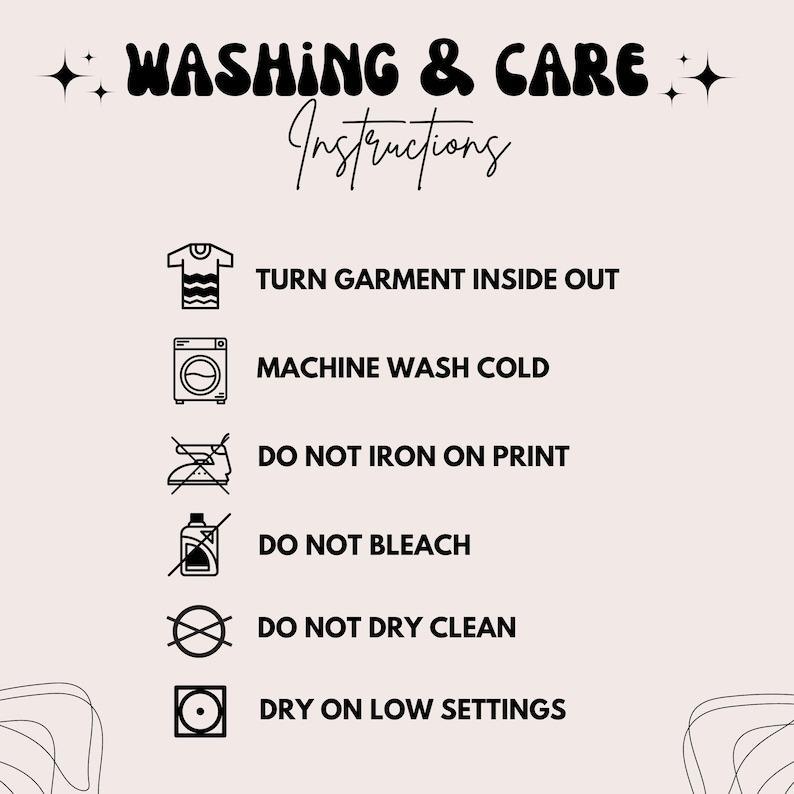 WASHING & CARE
Instructions
TURN GARMENT INSIDE OUT
MACHINE WASH COLD
DO NOT IRON ON PRINT
DO NOT BLEACH
DO NOT DRY CLEAN
DRY ON LOW SETTINGS